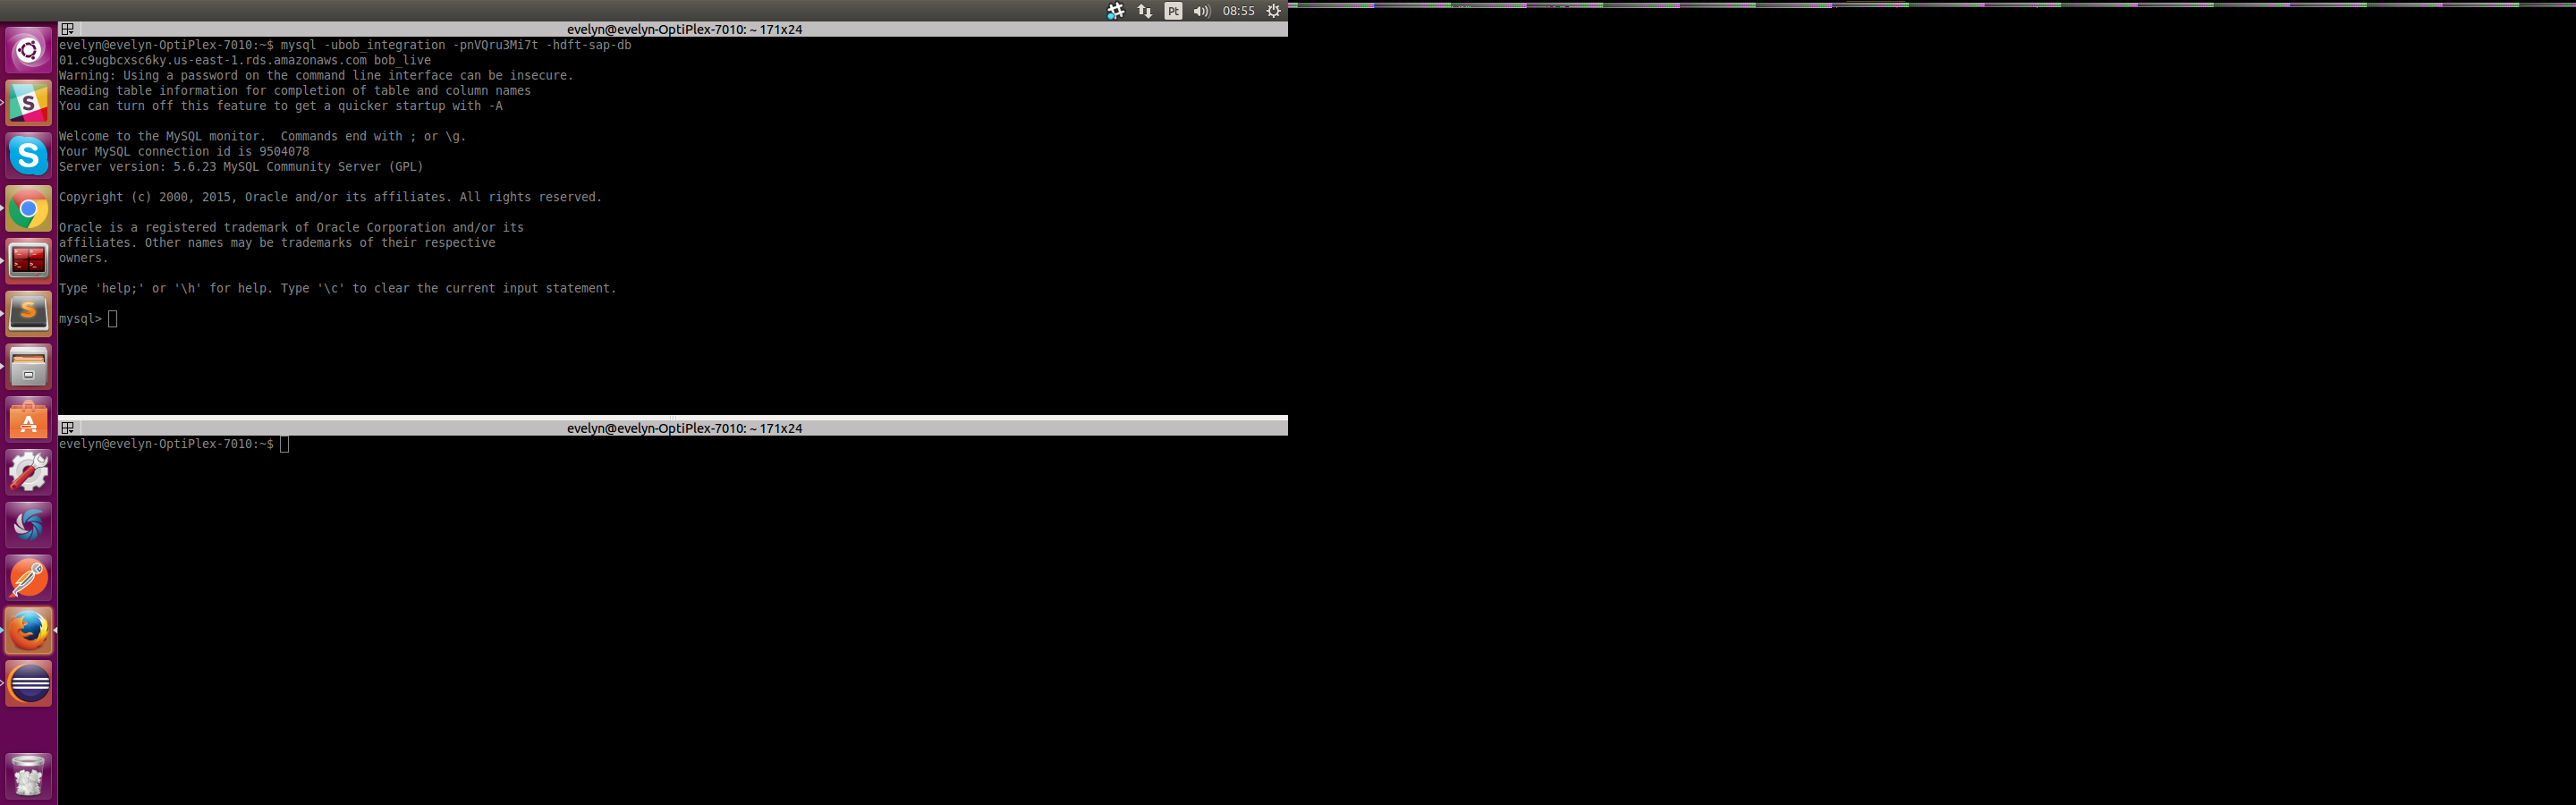 Pt
08:55
evelyn@evelyn-OptiPlex-7010: ~ 171x24
evelyn@evelyn-OptiPlex-7010:~$ mysql -ubob_integration -pnVQru3Mi7t -hdft-sap-db
01.c9ugbcxsc6ky.us-east-1.rds.amazonaws.com bob_live
Warning: Using a password on the command line interface can be insecure.
Reading table information for completion of table and column names
You can turn off this feature to get a quicker startup with -A
Welcome to the MySQL monitor.  Commands end with ; or \g.
Your MySQL connection id is 9504078
Server version: 5.6.23 MySQL Community Server (GPL)
Copyright (c) 2000, 2015, Oracle and/or its affiliates. All rights reserved.
Oracle is a registered trademark of Oracle Corporation and/or its
affiliates. Other names may be trademarks of their respective
owners.
Type 'help;' or '\h' for help. Type '\c' to clear the current input statement.
mysql>
evelyn@evelyn-OptiPlex-7010: ~ 171x24
evelyn@evelyn-OptiPlex-7010:~$